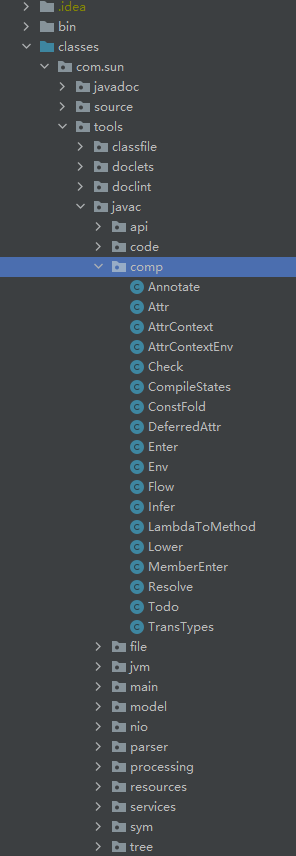 .idea
bin
classes
com.sun
javadoc
source
tools
classfile
doclets
doclint
javac
api
code
comp
Annotate
Attr
AttrContext
AttrContextEnv
Check
CompileStates
ConstFold
DeferredAttr
Enter
Env
Flow
Infer
LambdaToMethod
Lower
MemberEnter
Resolve
Todo
TransTypes
file
jvm
main
model
nio
parser
processing
resources
services
sym
tree